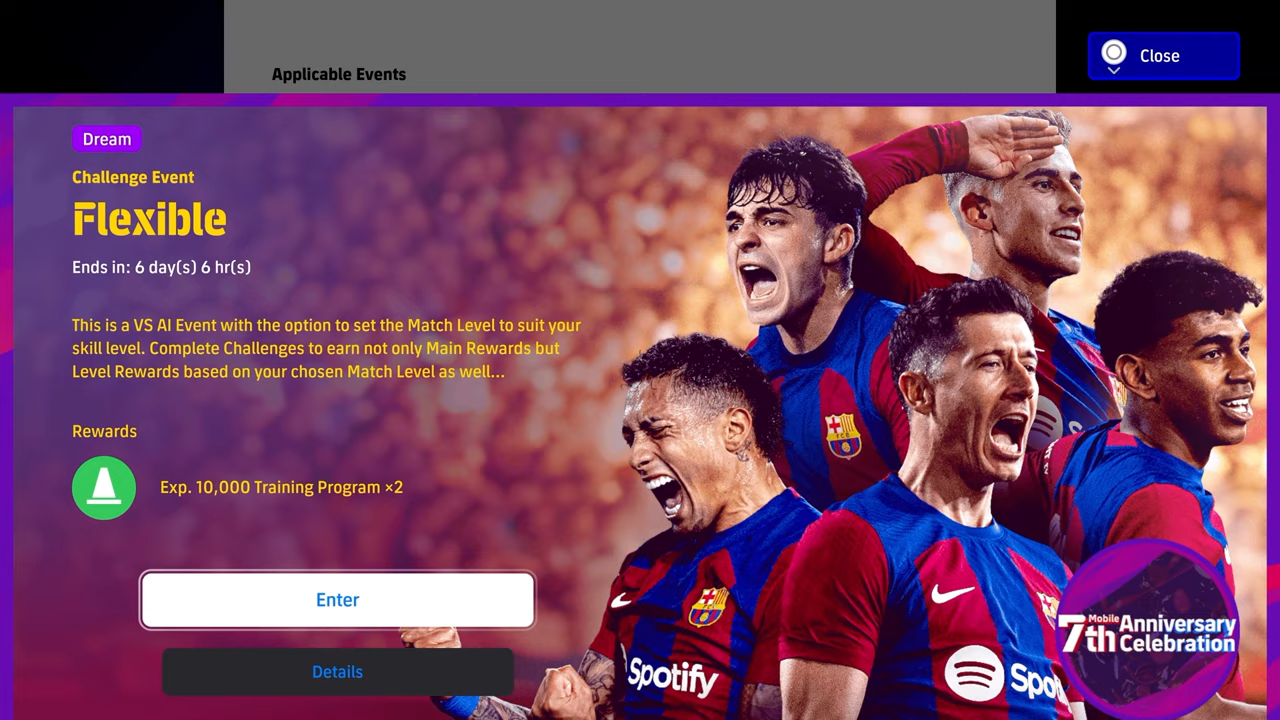 Applicable Events
Close
Dream
Challenge Event
Flexible
Ends in: 6 day(s) 6 hr(s)
This is a VS AI Event with the option to set the Match Level to suit your
skill level. Complete Challenges to earn not only Main Rewards but
Level Rewards based on your chosen Match Level as well...
Rewards
Exp. 10,000 Training Program ×2
Enter
Details
Spotify
Spo
Mobile
7th Anniversary
Celebration